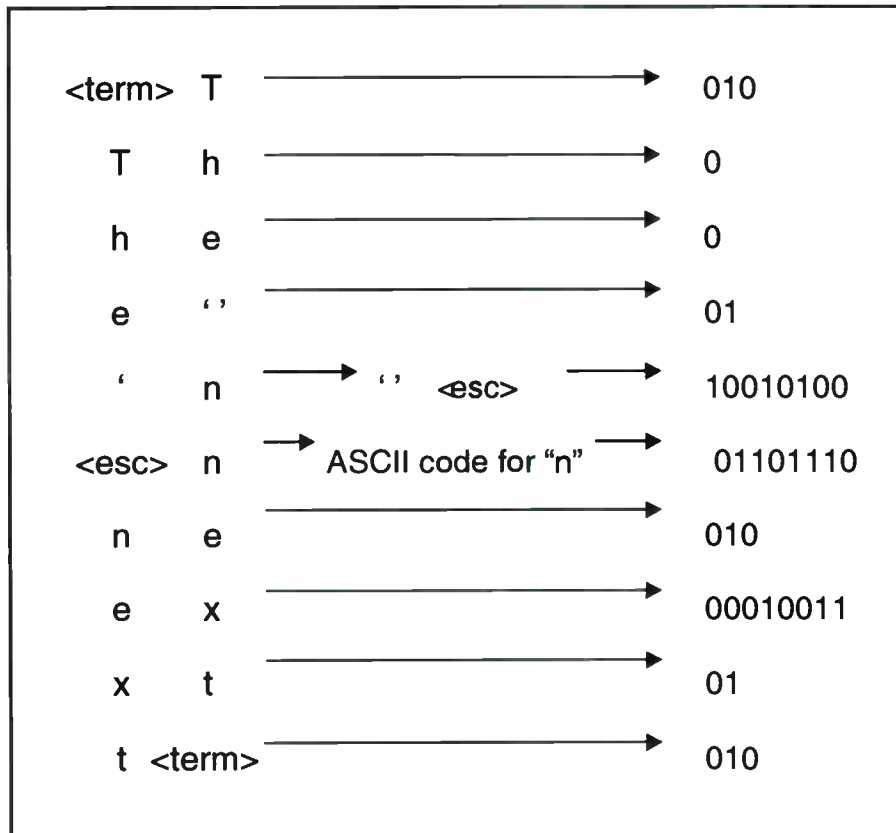 <term> T 010
T h 0
h e 0
e ‘ ’ 01
‘ n ‘ ’ <esc> 10010100
<esc> n ASCII code for “n” 01101110
n e 010
e x 00010011
x t 01
t <term> 010